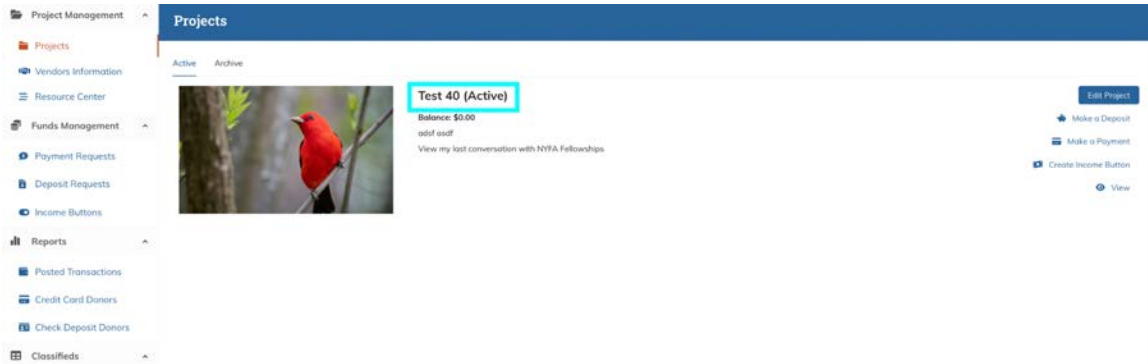 Project Management
Projects
Vendors Information
Resource Center
Funds Management
Payment Requests
Deposit Requests
Income Buttons
Reports
Posted Transactions
Credit Card Donors
Check Deposit Donors
Classifieds
Projects
Active Archive
Test 40 (Active)
Balance: $0.00
adsf asdf
View my last conversation with NYFA Fellowships
Edit Project
Make a Deposit
Make a Payment
Create Income Button
View